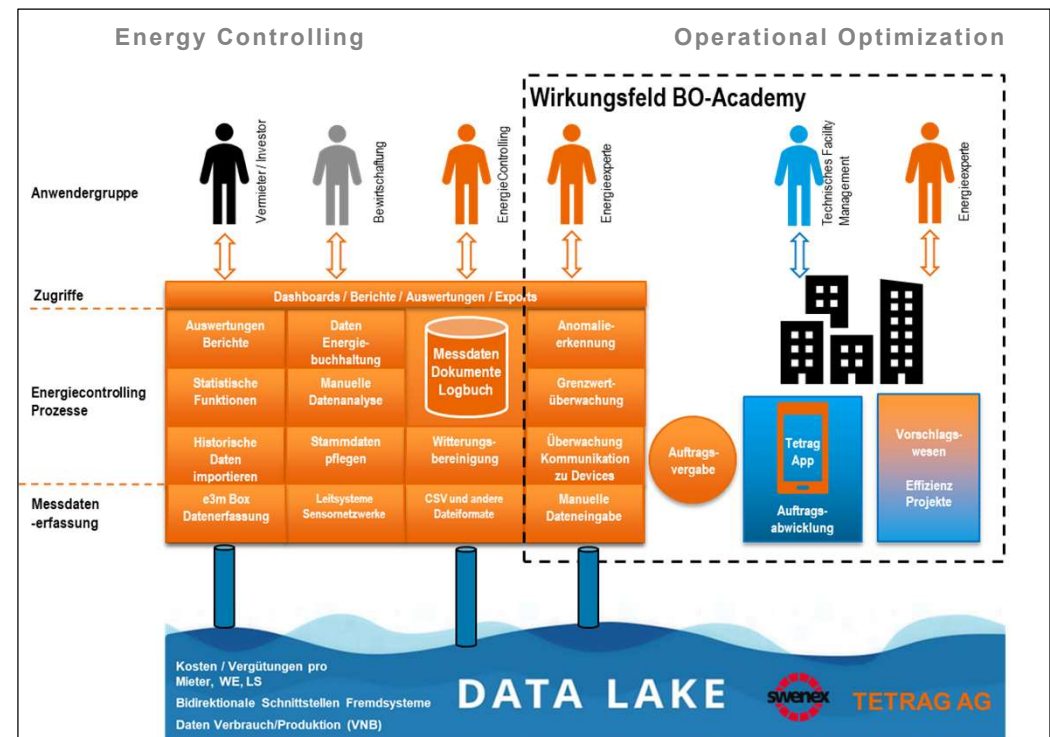 Energy Controlling
Operational Optimization
Wirkungsfeld BO-Academy
Anwendergruppe
Vermieter / Investor
Bewirtschaftung
EnergieControlling
Energieexperte
Technisches Facility
Management
Energieexperte
Zugriffe
Dashboards / Berichte / Auswertungen / Exports
Energiecontrolling
Prozesse
Auswertungen
Berichte
Daten
Energie-
buchhaltung
Messdaten
Dokumente
Logbuch
Anomalie-
erkennung
Statistische
Funktionen
Manuelle
Datenanalyse
Grenzwert-
überwachung
Historische
Daten
importieren
Stammdaten
pflegen
Witterungs-
bereinigung
Überwachung
Kommunikation
zu Devices
Messdaten
-erfassung
e3m Box
Datenerfassung
Leitsysteme
Sensornetzwerke
CSV und andere
Dateiformate
Manuelle
Dateneingabe
Auftrags-
vergabe
Tetrag
App
Auftrags-
abwicklung
Vorschlags-
wesen
Effizienz
Projekte
Kosten / Vergütungen pro
Mieter, WE, LS
Bidirektionale Schnittstellen Fremdsysteme
Daten Verbrauch/Produktion (VNB)
DATA LAKE
swenex
TETRAG AG